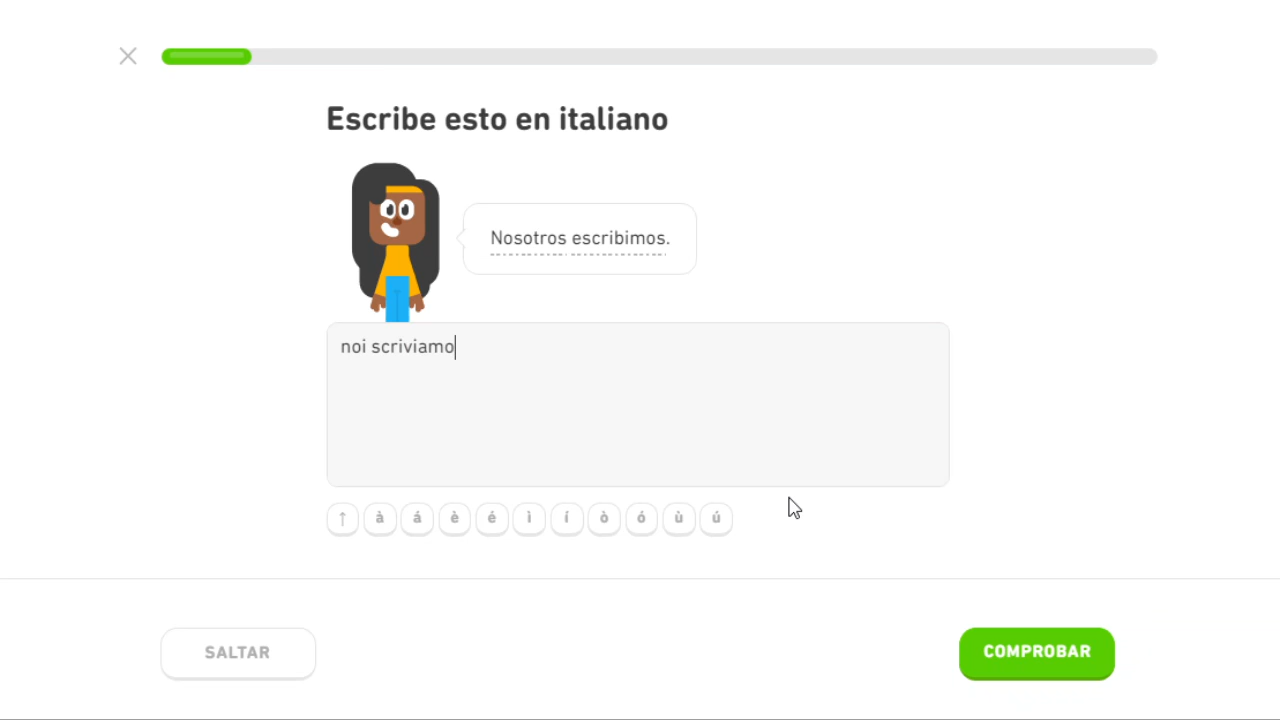 Escribe esto en italiano
Nosotros escribimos.
noi scriviamo
↑ à á è é ì í ò ó ù ú
SALTAR
COMPROBAR